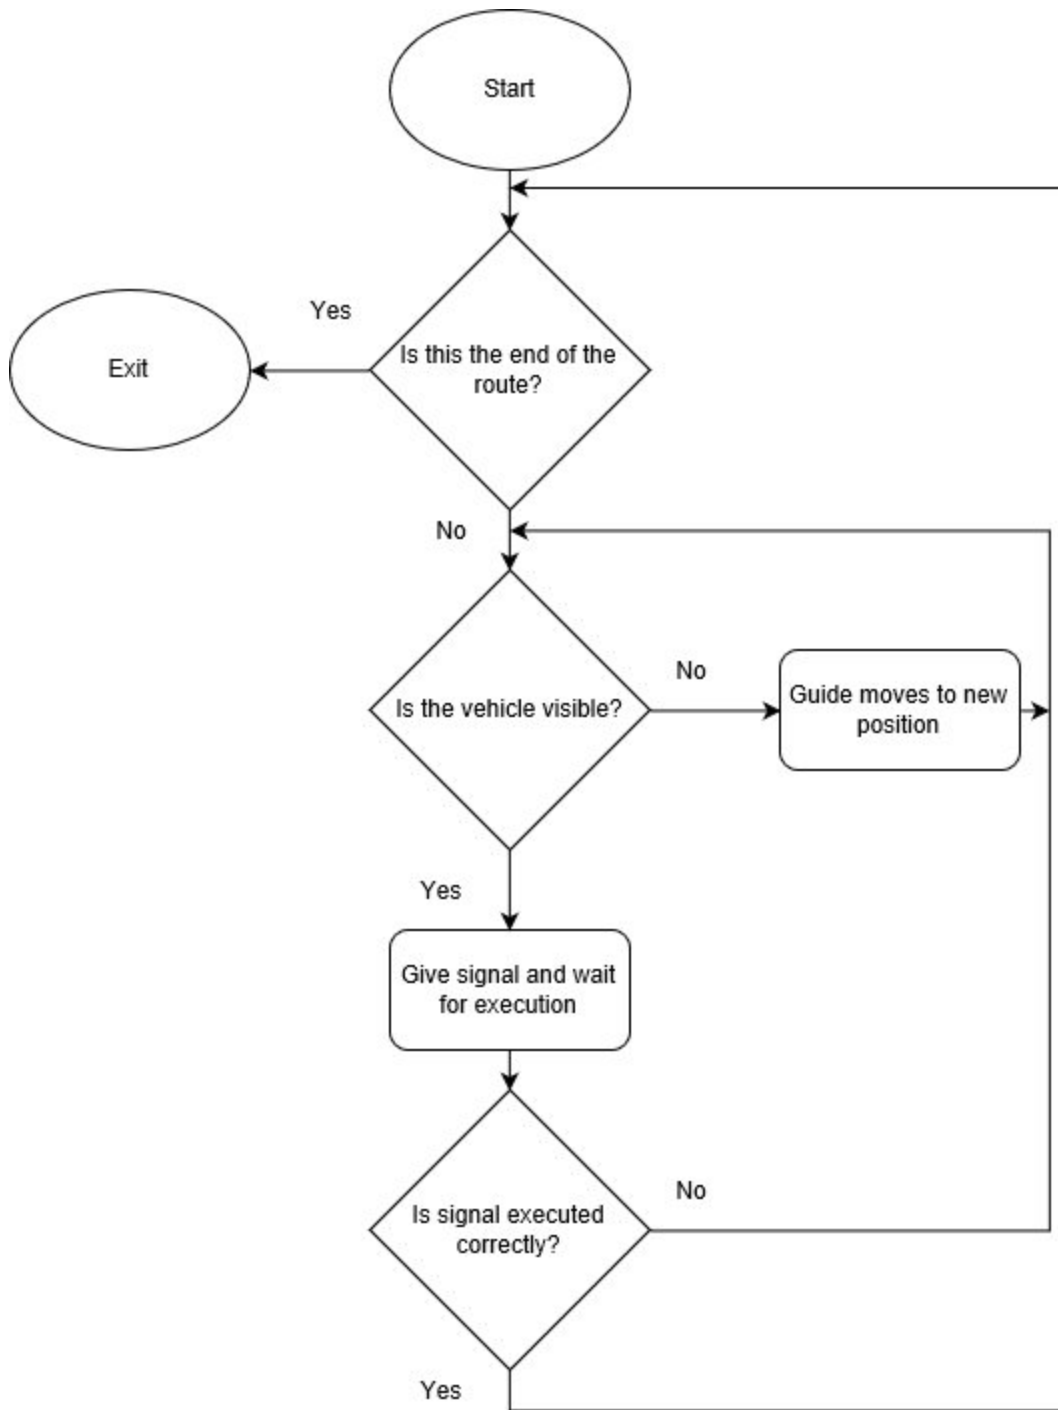 Start
Yes
Is this the end of the
route?
Exit
No
No
Is the vehicle visible?
Guide moves to new
position
Yes
Give signal and wait
for execution
No
Is signal executed
correctly?
Yes